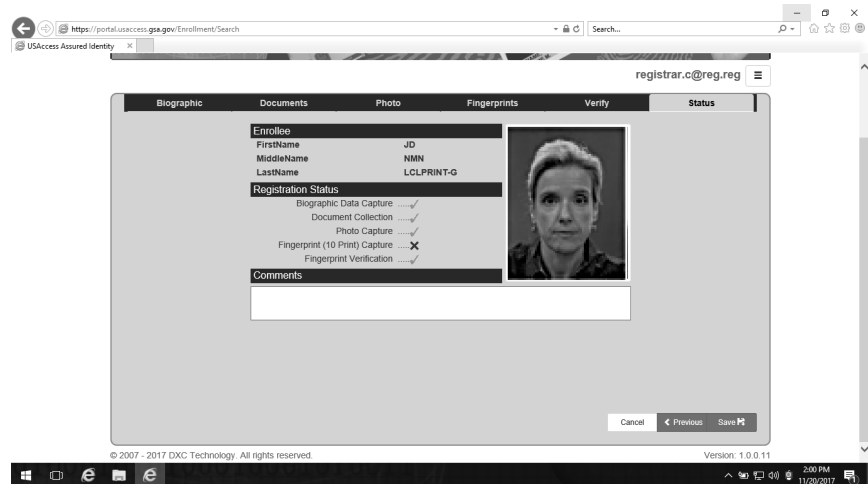 https://portal.usaccess.gsa.gov/Enrollment/Search
Search...
USAccess Assured Identity
registrar.c@reg.reg
Biographic Documents Photo Fingerprints Verify Status
Enrollee
FirstName JD
MiddleName NMN
LastName LCLPRINT-G
Registration Status
Biographic Data Capture .....
Document Collection .....
Photo Capture .....
Fingerprint (10 Print) Capture .....
Fingerprint Verification .....
Comments
Cancel Previous Save
© 2007 - 2017 DXC Technology. All rights reserved. Version: 1.0.0.11
2:00 PM
11/20/2017